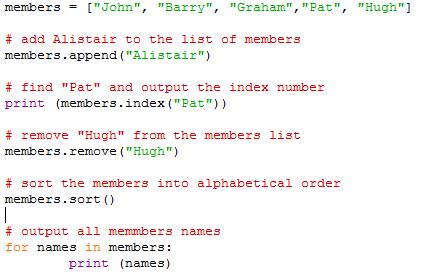 members = ["John", "Barry", "Graham","Pat", "Hugh"]
# add Alistair to the list of members
members.append("Alistair")
# find "Pat" and output the index number
print (members.index("Pat"))
# remove "Hugh" from the members list
members.remove("Hugh")
# sort the members into alphabetical order
members.sort()
# output all memmbers names
for names in members:
        print (names)